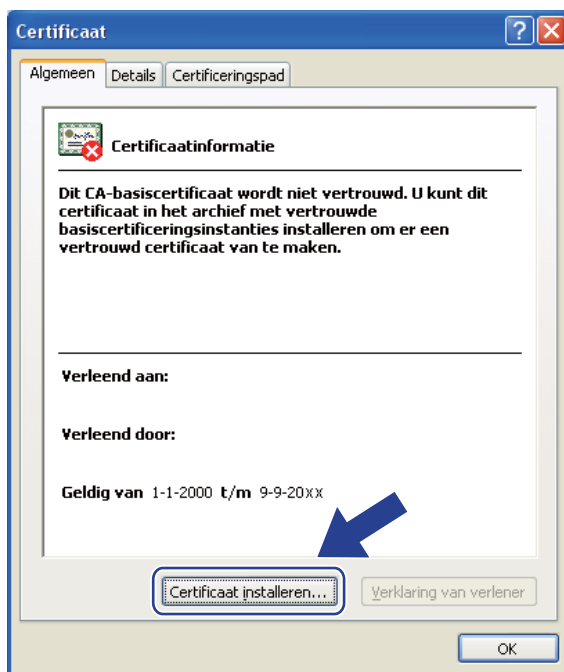 Certificaat
Algemeen Details Certificeringspad
Certificaatinformatie
Dit CA-basiscertificaat wordt niet vertrouwd. U kunt dit
certificaat in het archief met vertrouwde
basiscertificeringsinstanties installeren om er een
vertrouwd certificaat van te maken.
Verleend aan:
Verleend door:
Geldig van 1-1-2000 t/m 9-9-20xx
Certificaat installeren... Verklaring van verlener
OK